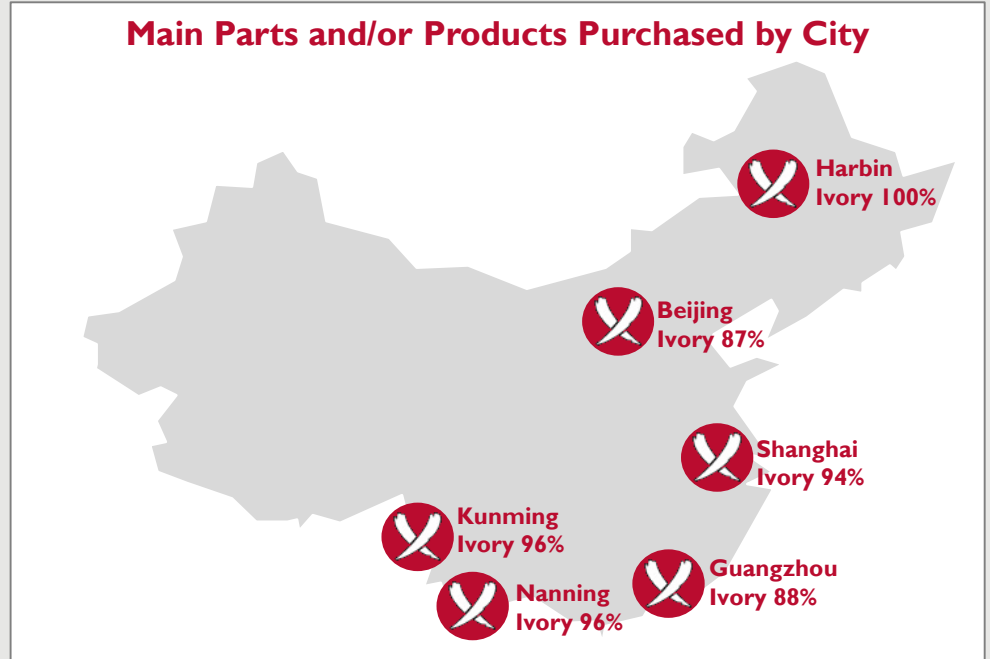 Main Parts and/or Products Purchased by City
Harbin
Ivory 100%
Beijing
Ivory 87%
Shanghai
Ivory 94%
Kunming
Ivory 96%
Guangzhou
Ivory 88%
Nanning
Ivory 96%